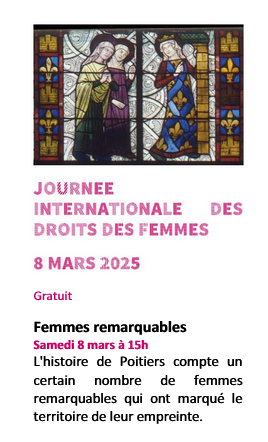 JOURNEE
INTERNATIONALE DES
DROITS DES FEMMES
8 MARS 2025
Gratuit
Femmes remarquables
Samedi 8 mars à 15h
L'histoire de Poitiers compte un
certain nombre de femmes
remarquables qui ont marqué le
territoire de leur empreinte.